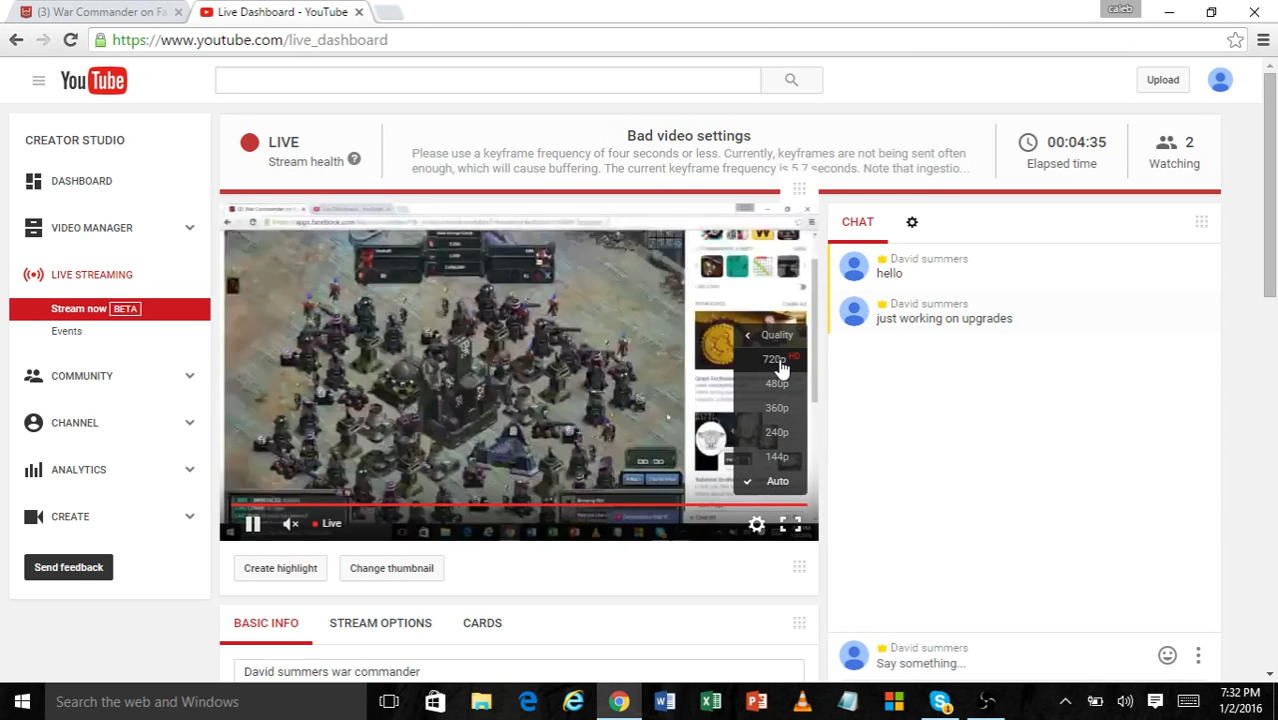 (3) War Commander on Fa
Live Dashboard - YouTube
caleb
https://www.youtube.com/live_dashboard
YouTube
Upload
CREATOR STUDIO
DASHBOARD
VIDEO MANAGER
LIVE STREAMING
Stream now BETA
Events
COMMUNITY
CHANNEL
ANALYTICS
CREATE
Send feedback
LIVE
Stream health ?
Bad video settings
Please use a keyframe frequency of four seconds or less. Currently, keyframes are not being sent often
enough, which will cause buffering. The current keyframe frequency is 5.7 seconds. Note that ingestio...
00:04:35
Elapsed time
2
Watching
Quality
720p HD
480p
360p
240p
144p
Auto
Live
Create highlight
Change thumbnail
BASIC INFO
STREAM OPTIONS
CARDS
David summers war commander
CHAT
David summers
hello
David summers
just working on upgrades
David summers
Say something...
Search the web and Windows
7:32 PM
1/2/2016